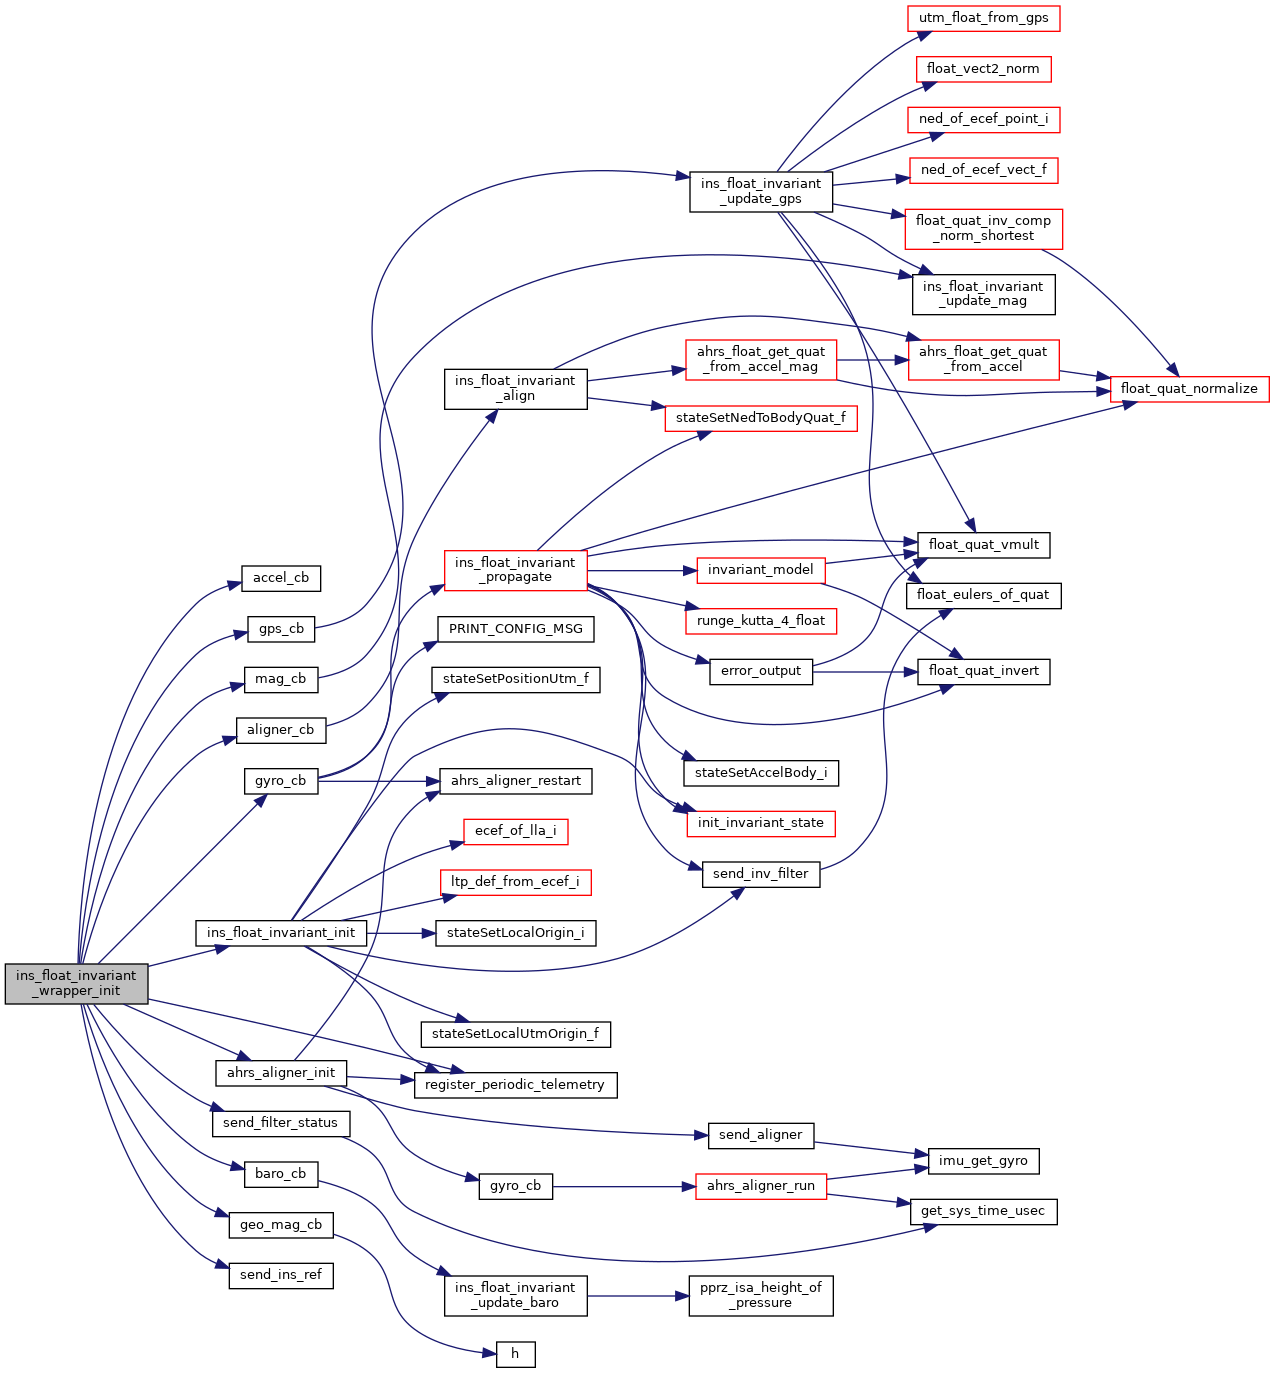 utm_float_from_gps
float_vect2_norm
ned_of_ecef_point_i
ins_float_invariant
_update_gps
ned_of_ecef_vect_f
float_quat_inv_comp
_norm_shortest
ins_float_invariant
_update_mag
ahrs_float_get_quat
_from_accel_mag
ahrs_float_get_quat
_from_accel
ins_float_invariant
_align
float_quat_normalize
stateSetNedToBodyQuat_f
float_quat_vmult
ins_float_invariant
_propagate
invariant_model
accel_cb
float_eulers_of_quat
runge_kutta_4_float
gps_cb
PRINT_CONFIG_MSG
error_output
float_quat_invert
mag_cb
stateSetPositionUtm_f
aligner_cb
stateSetAccelBody_i
gyro_cb
ahrs_aligner_restart
init_invariant_state
ecef_of_lla_i
send_inv_filter
ltp_def_from_ecef_i
ins_float_invariant_init
stateSetLocalOrigin_i
ins_float_invariant
_wrapper_init
stateSetLocalUtmOrigin_f
ahrs_aligner_init
register_periodic_telemetry
send_filter_status
send_aligner
imu_get_gyro
baro_cb
gyro_cb
ahrs_aligner_run
get_sys_time_usec
geo_mag_cb
send_ins_ref
ins_float_invariant
_update_baro
pprz_isa_height_of
_pressure
h